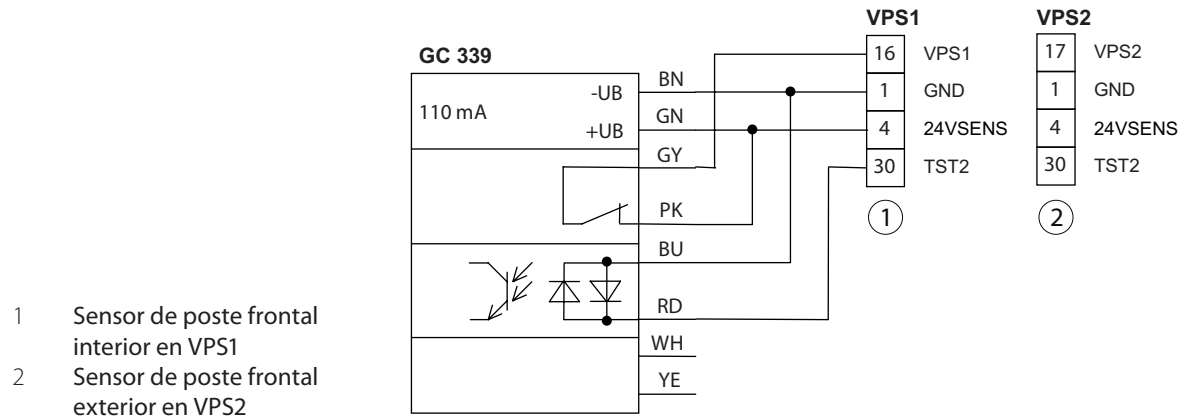 VPS1 VPS2
GC 339
110 mA
-UB
+UB
BN
GN
GY
PK
BU
RD
WH
YE
16 VPS1
1 GND
4 24VSENS
30 TST2
1
17 VPS2
1 GND
4 24VSENS
30 TST2
2
1 Sensor de poste frontal
interior en VPS1
2 Sensor de poste frontal
exterior en VPS2